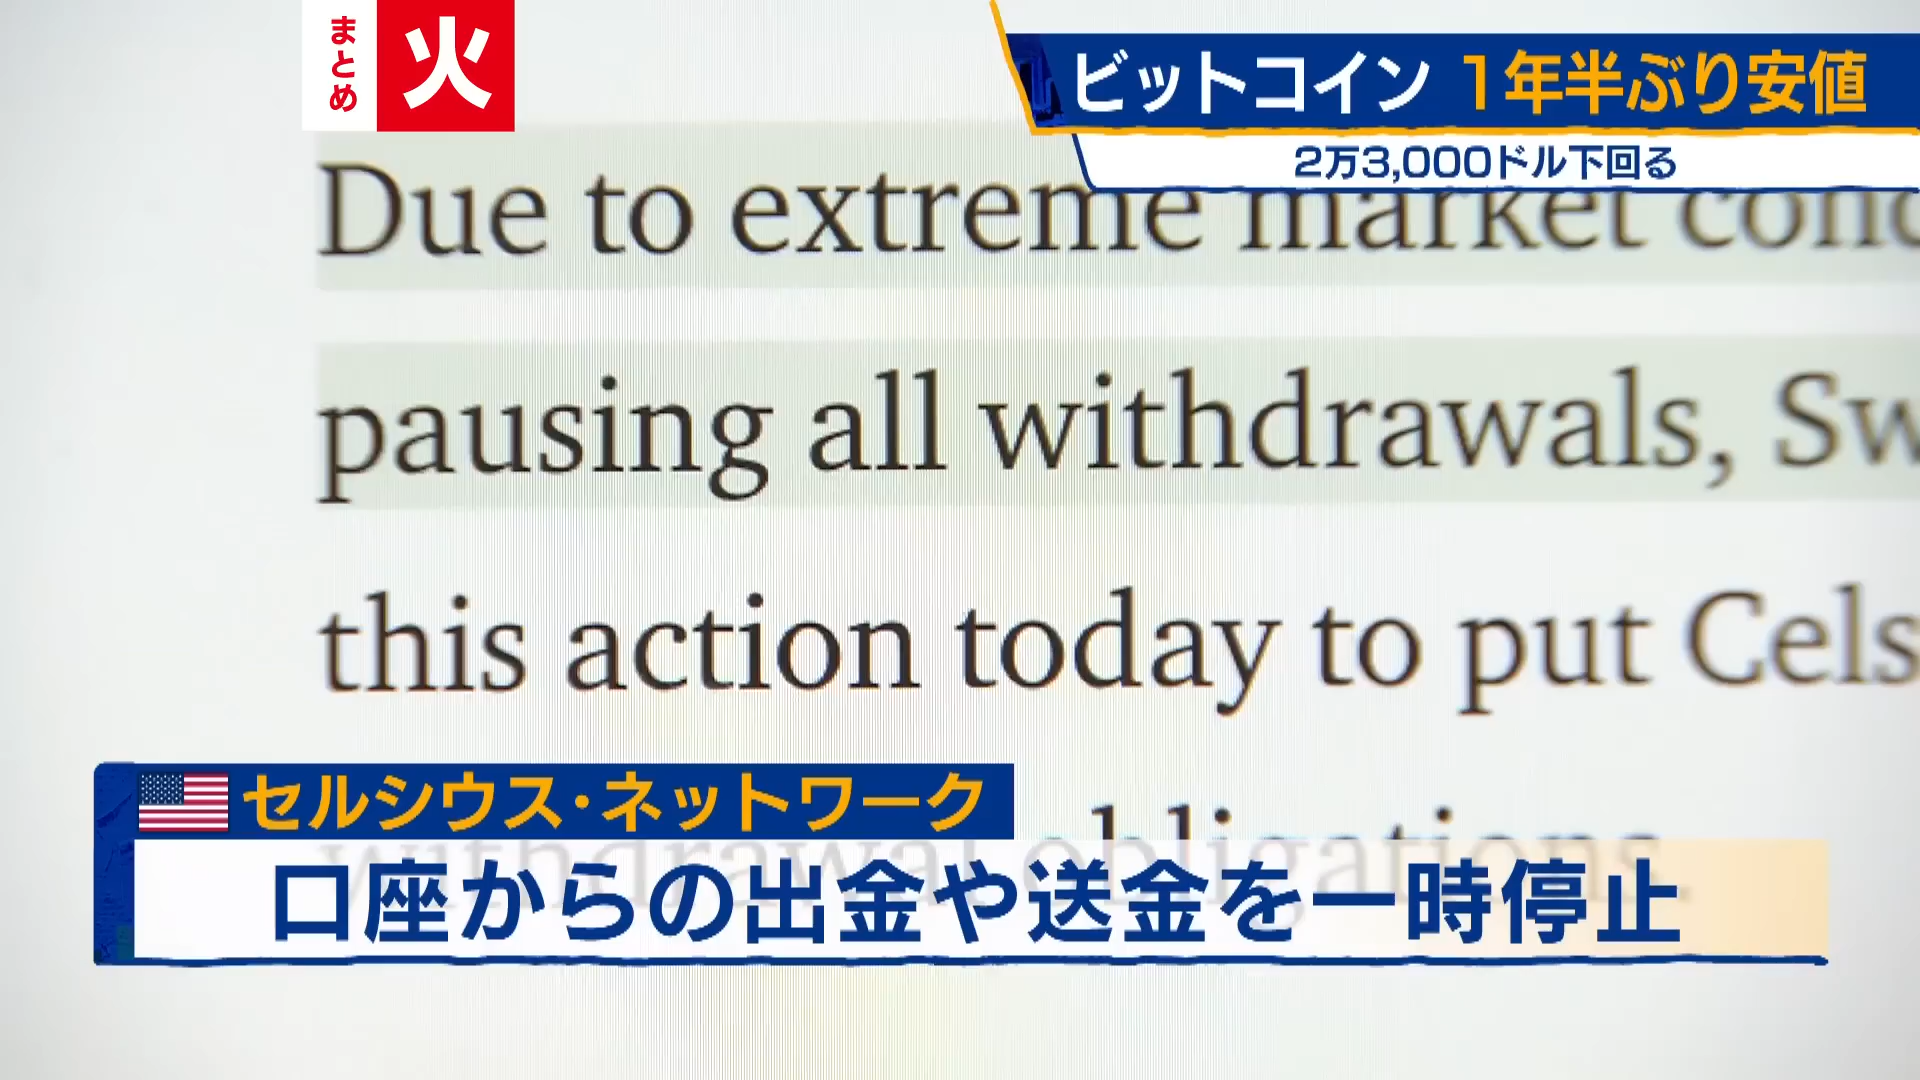 まとめ
火
ビットコイン 1年半ぶり安値
2万3,000ドル下回る
Due to extreme market
pausing all withdrawals,
this action today to put
セルシウス・ネットワーク
withdrawal obligations.
口座からの出金や送金を一時停止